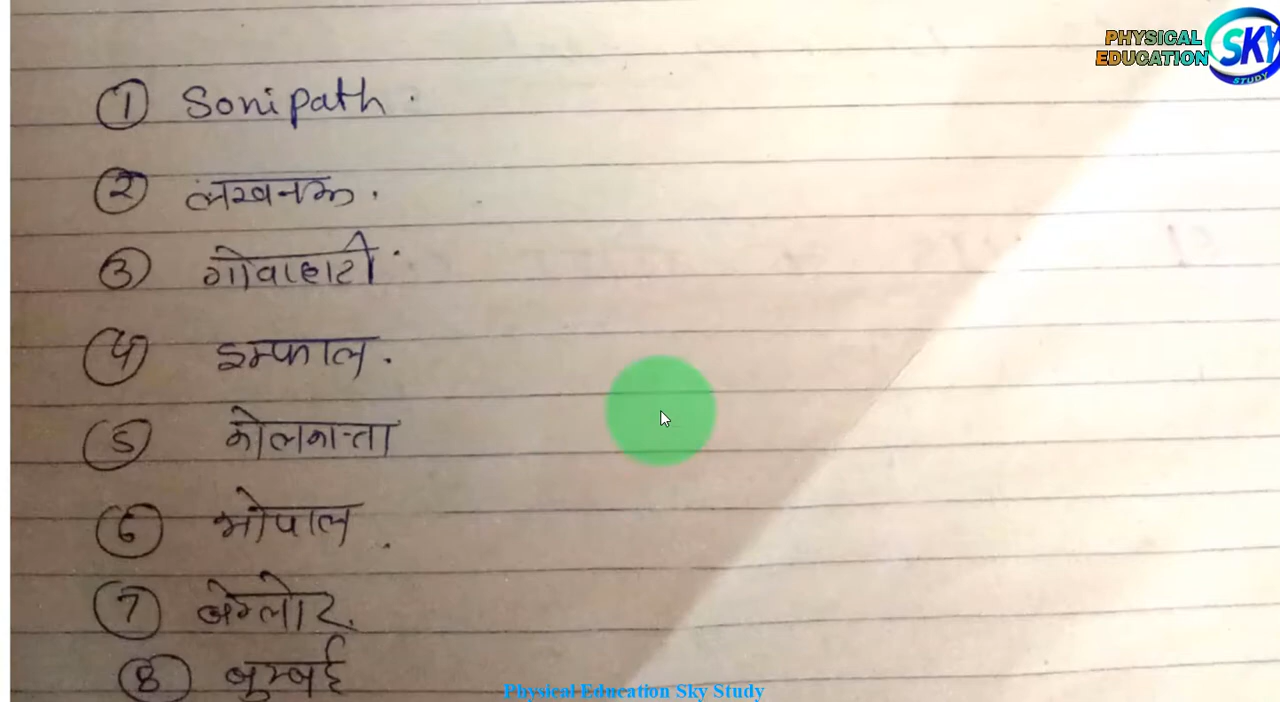 PHYSICAL
EDUCATION
SKY
STUDY
① Sonipath.
② लखनऊ.
③ गोवाहाटी.
④ इम्फाल.
⑤ कोलकात्ता
⑥ भोपाल.
⑦ बेंग्लोर.
⑧ बुम्बई
Physical Education Sky Study